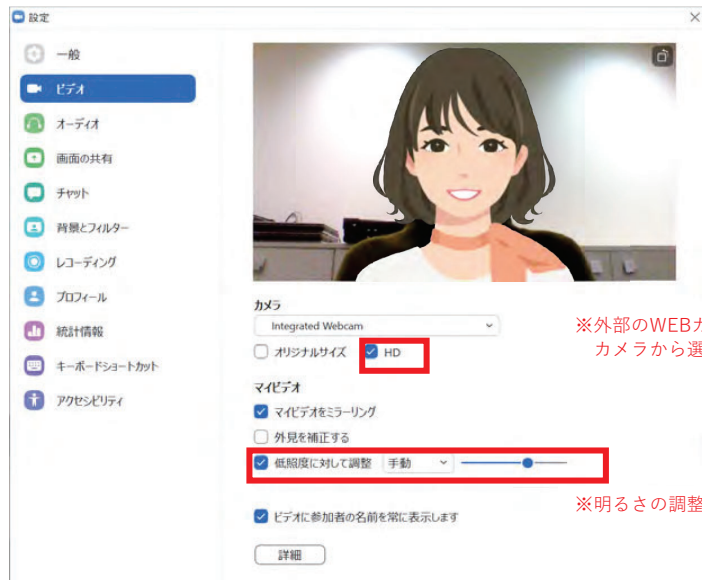 設定
一般
ビデオ
オーディオ
画面の共有
チャット
背景とフィルター
レコーディング
プロフィール
統計情報
キーボードショートカット
アクセシビリティ
カメラ
Integrated Webcam
オリジナルサイズ HD
※外部のWEBカ
カメラから選
マイビデオ
マイビデオをミラーリング
外見を補正する
低照度に対して調整 手動
※明るさの調整
ビデオに参加者の名前を常に表示します
詳細